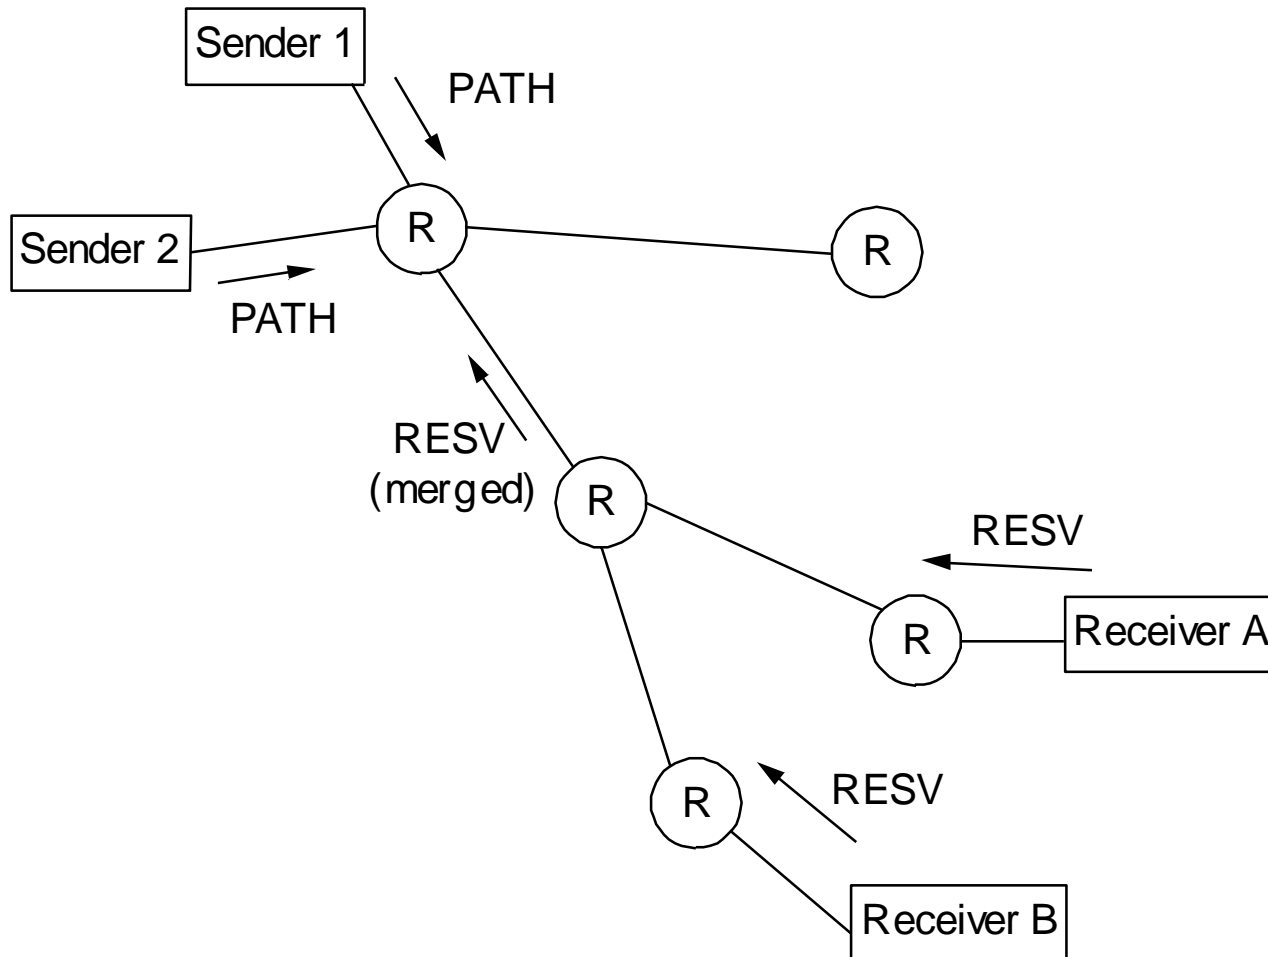 Sender 1
PATH
R
Sender 2
R
PATH
RESV
(merged)
R
RESV
R
Receiver A
R
RESV
Receiver B